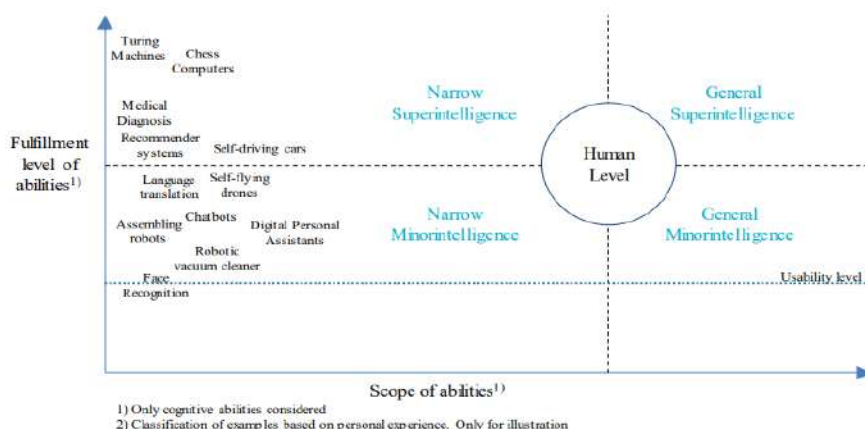 Turing
Machines
Chess
Computers
Narrow
Superintelligence
General
Superintelligence
Medical
Diagnosis
Recommender
systems
Self-driving cars
Fulfillment
level of
abilities1)
Human
Level
Language
translation
Self-flying
drones
Chatbots
Assembling
robots
Digital Personal
Assistants
Narrow
Minorintelligence
General
Minorintelligence
Robotic
vacuum cleaner
Face
Recognition
Usability level
Scope of abilities1)
1) Only cognitive abilities considered
2) Classification of examples based on personal experience. Only for illustration